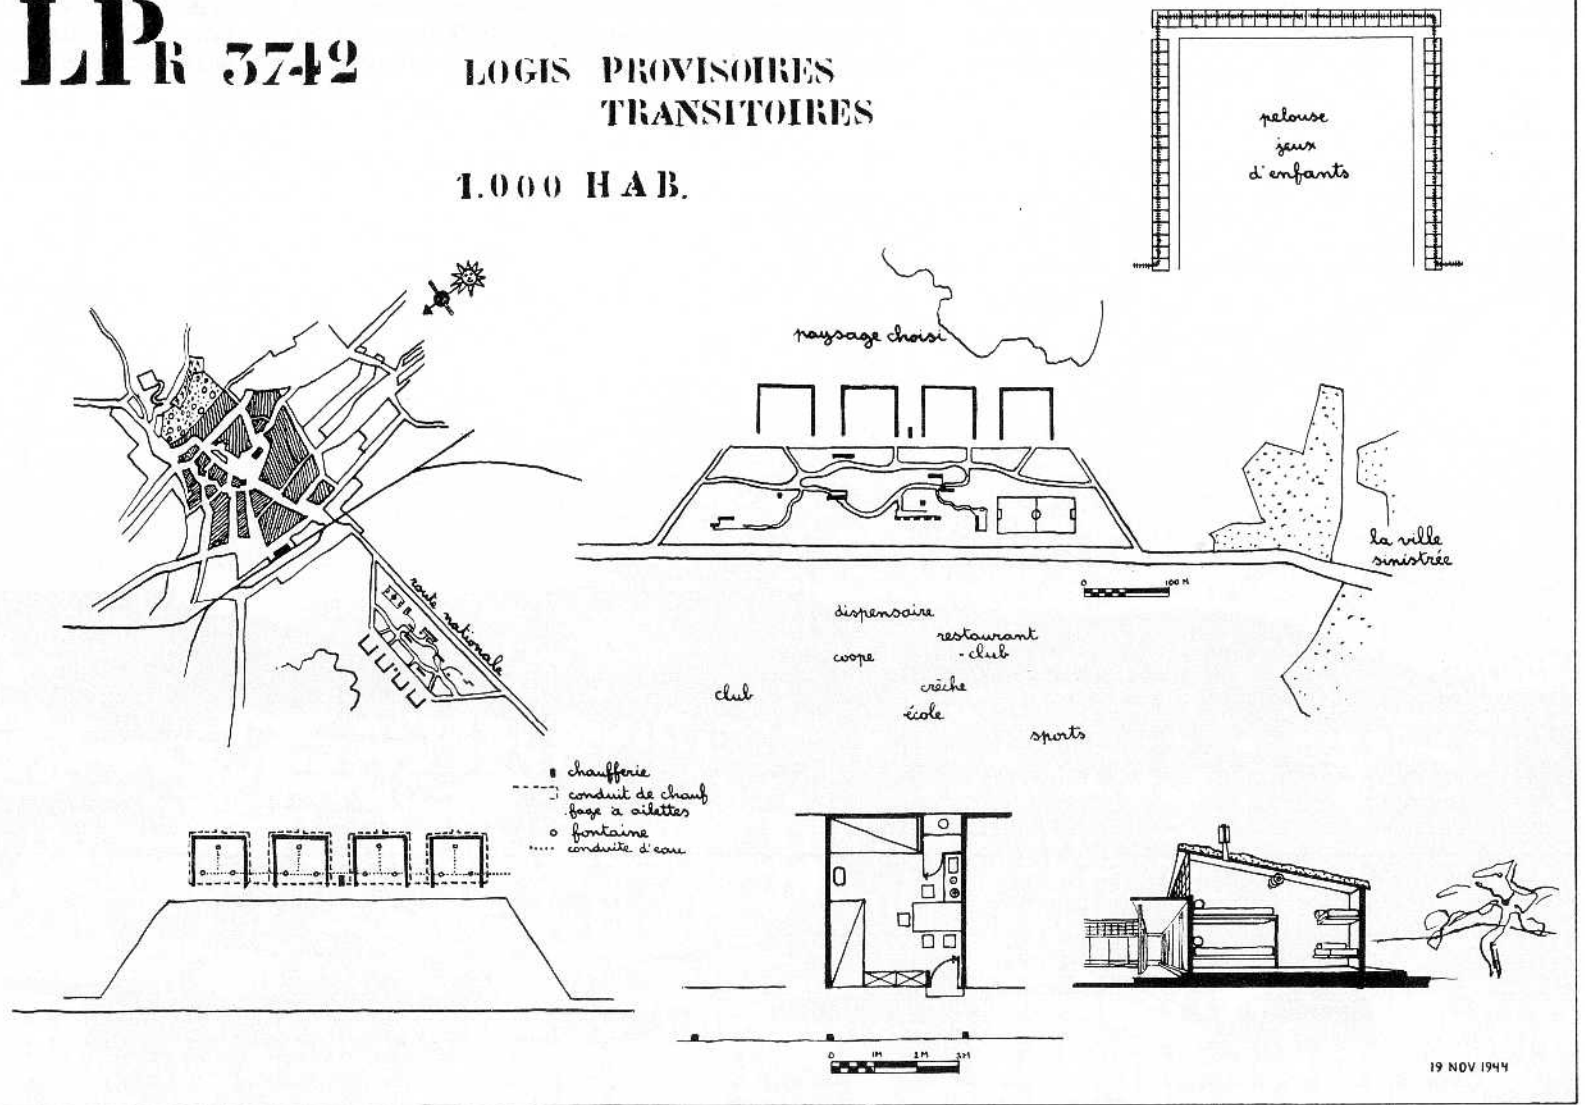 LPR 3742
LOGIS PROVISOIRES
TRANSITOIRES
1.000 HAB.
pelouse
jeux
d'enfants
paysage choisi
la ville
sinistrée
0 100 M
route nationale
dispensaire
restaurant
-club
coope
club
crèche
école
sports
chaufferie
conduit de chauf
fage à ailettes
fontaine
conduite d'eau
0 1M 2M 3M
19 NOV 1944